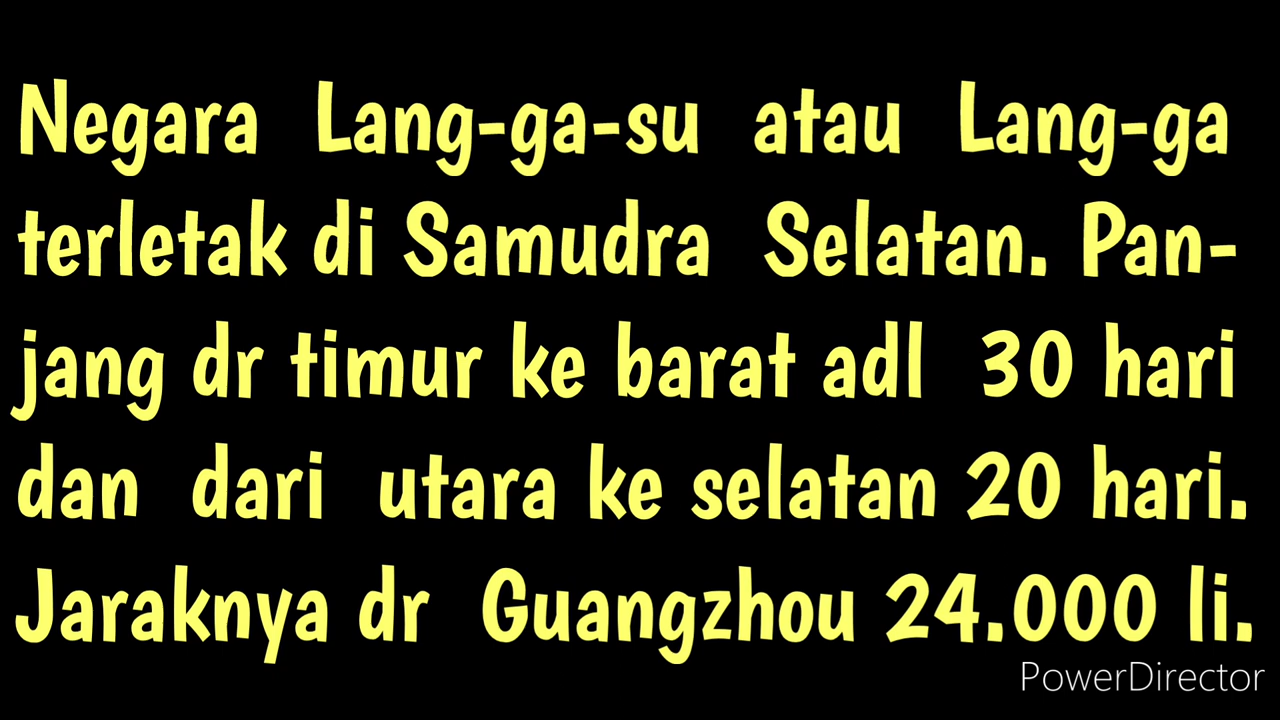 Negara Lang-ga-su atau Lang-ga
terletak di Samudra Selatan. Pan-
jang dr timur ke barat adl 30 hari
dan dari utara ke selatan 20 hari.
Jaraknya dr Guangzhou 24.000 li.
PowerDirector